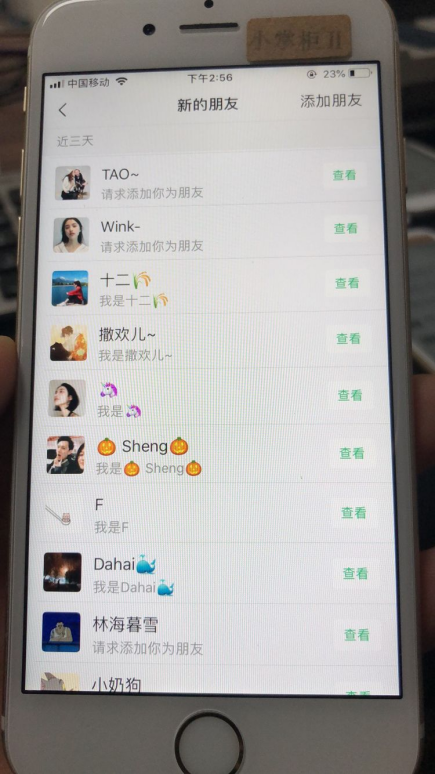 小掌柜II
中国移动 下午2:56 23%
新的朋友 添加朋友
近三天
TAO~
请求添加你为朋友
查看
Wink-
请求添加你为朋友
查看
十二🌾
我是十二🌾
查看
撒欢儿~
我是撒欢儿~
查看
🦄
我是🦄
查看
🎃 Sheng🎃
我是🎃 Sheng🎃
查看
F
我是F
查看
Dahai🐳
我是Dahai🐳
查看
林海暮雪
请求添加你为朋友
查看
小奶狗
查看